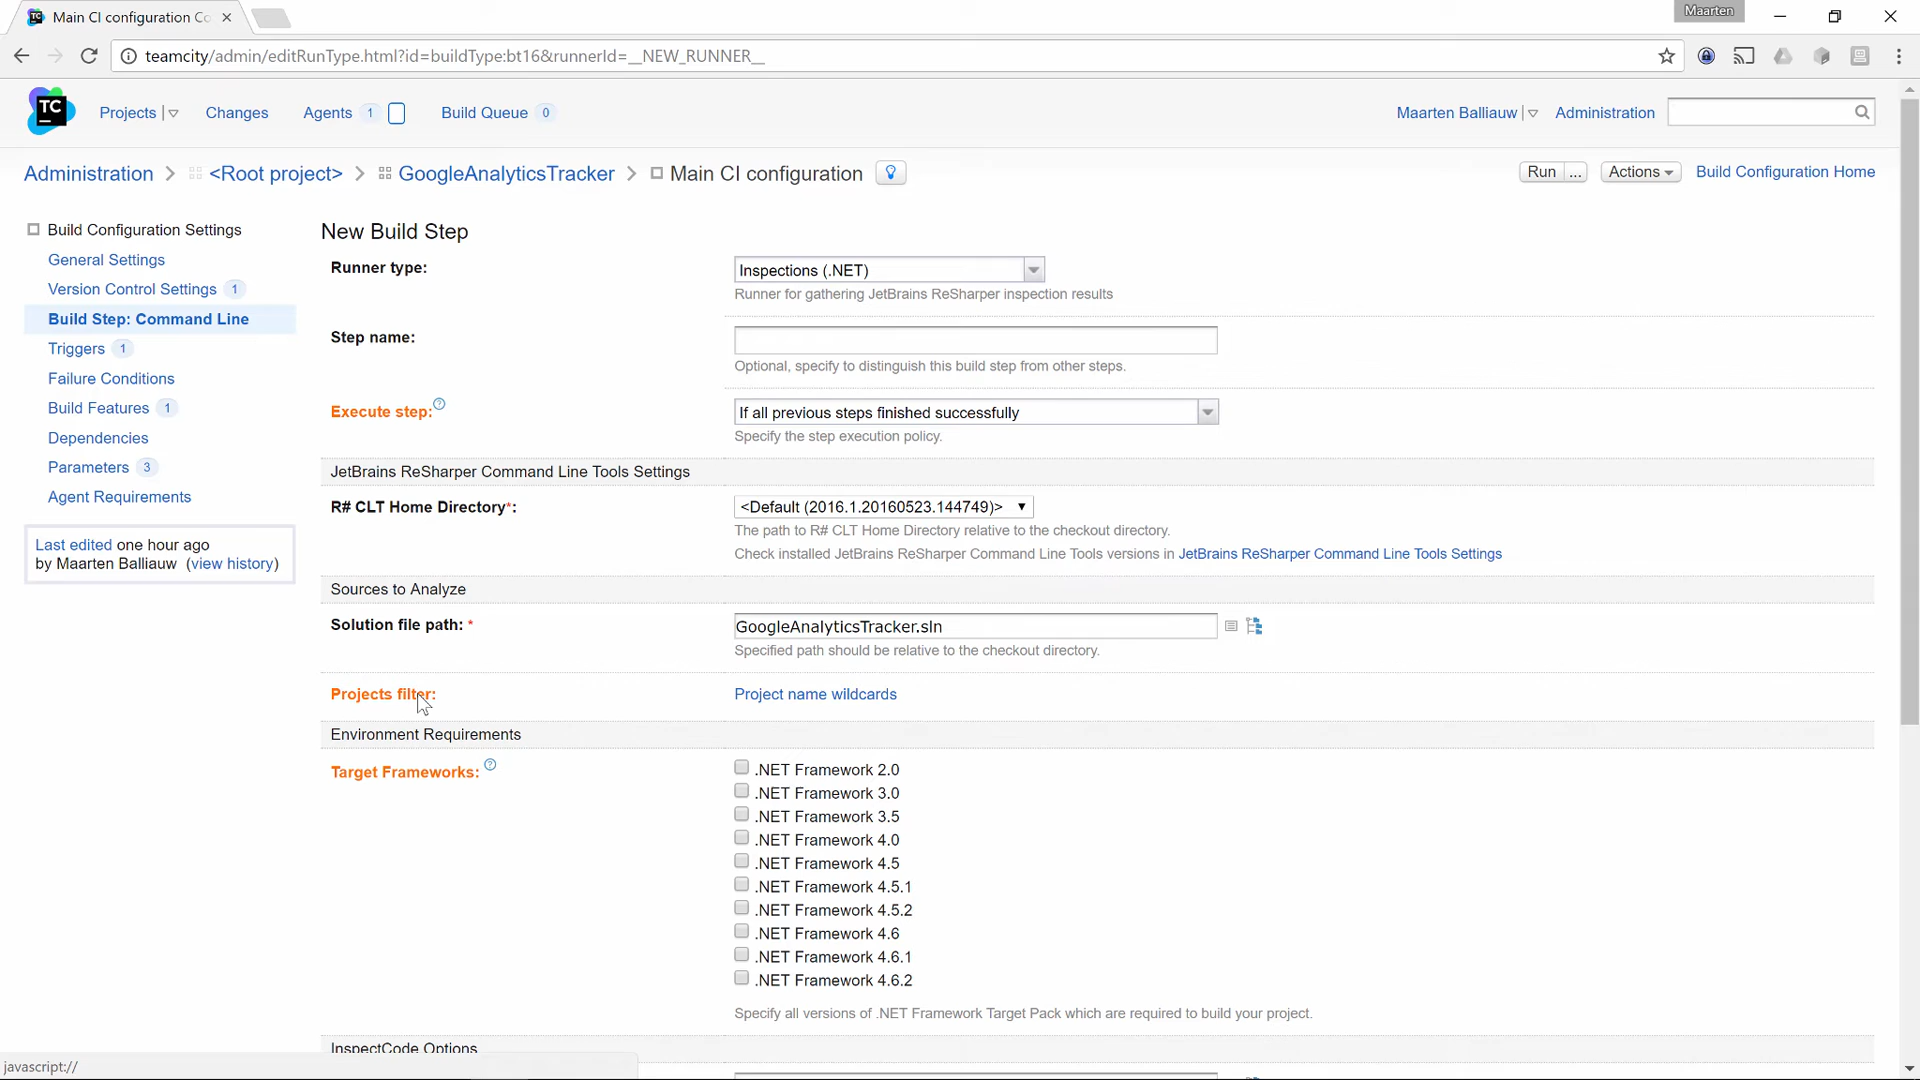 Main CI configuration Co
Maarten
teamcity/admin/editRunType.html?id=buildType:bt16&runnerId=__NEW_RUNNER__
TC
Projects
Changes
Agents 1
Build Queue 0
Maarten Balliauw
Administration
Administration
<Root project>
GoogleAnalyticsTracker
Main CI configuration
Run ...
Actions
Build Configuration Home
Build Configuration Settings
General Settings
Version Control Settings 1
Build Step: Command Line
Triggers 1
Failure Conditions
Build Features 1
Dependencies
Parameters 3
Agent Requirements
Last edited one hour ago
by Maarten Balliauw (view history)
New Build Step
Runner type:
Inspections (.NET)
Runner for gathering JetBrains ReSharper inspection results
Step name:
Optional, specify to distinguish this build step from other steps.
Execute step:
If all previous steps finished successfully
Specify the step execution policy.
JetBrains ReSharper Command Line Tools Settings
R# CLT Home Directory*:
<Default (2016.1.20160523.144749)>
The path to R# CLT Home Directory relative to the checkout directory.
Check installed JetBrains ReSharper Command Line Tools versions in JetBrains ReSharper Command Line Tools Settings
Sources to Analyze
Solution file path: *
GoogleAnalyticsTracker.sln
Specified path should be relative to the checkout directory.
Projects filter:
Project name wildcards
Environment Requirements
Target Frameworks:
.NET Framework 2.0
.NET Framework 3.0
.NET Framework 3.5
.NET Framework 4.0
.NET Framework 4.5
.NET Framework 4.5.1
.NET Framework 4.5.2
.NET Framework 4.6
.NET Framework 4.6.1
.NET Framework 4.6.2
Specify all versions of .NET Framework Target Pack which are required to build your project.
InspectCode Options
javascript://